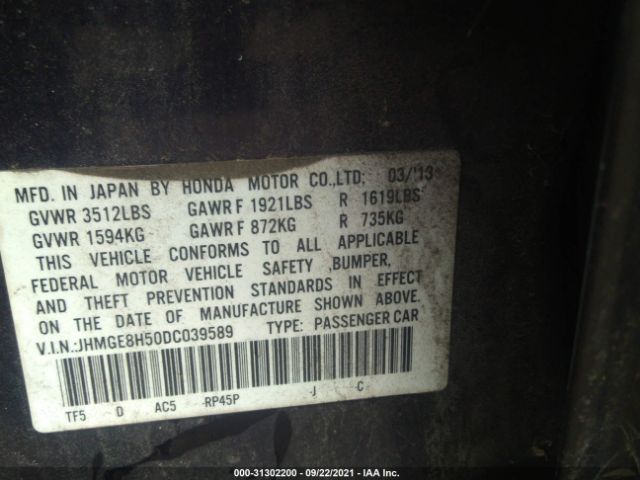 MFD. IN JAPAN BY HONDA MOTOR CO.,LTD: 03/'13
GVWR 3512LBS GAWR F 1921LBS R 1619LBS
GVWR 1594KG GAWR F 872KG R 735KG
THIS VEHICLE CONFORMS TO ALL APPLICABLE
FEDERAL MOTOR VEHICLE SAFETY ,BUMPER,
AND THEFT PREVENTION STANDARDS IN EFFECT
ON THE DATE OF MANUFACTURE SHOWN ABOVE.
V.I.N.:JHMGE8H50DC039589 TYPE: PASSENGER CAR
TF5 D AC5 -RP45P -J -C
000-31302200 - 09/22/2021 - IAA Inc.